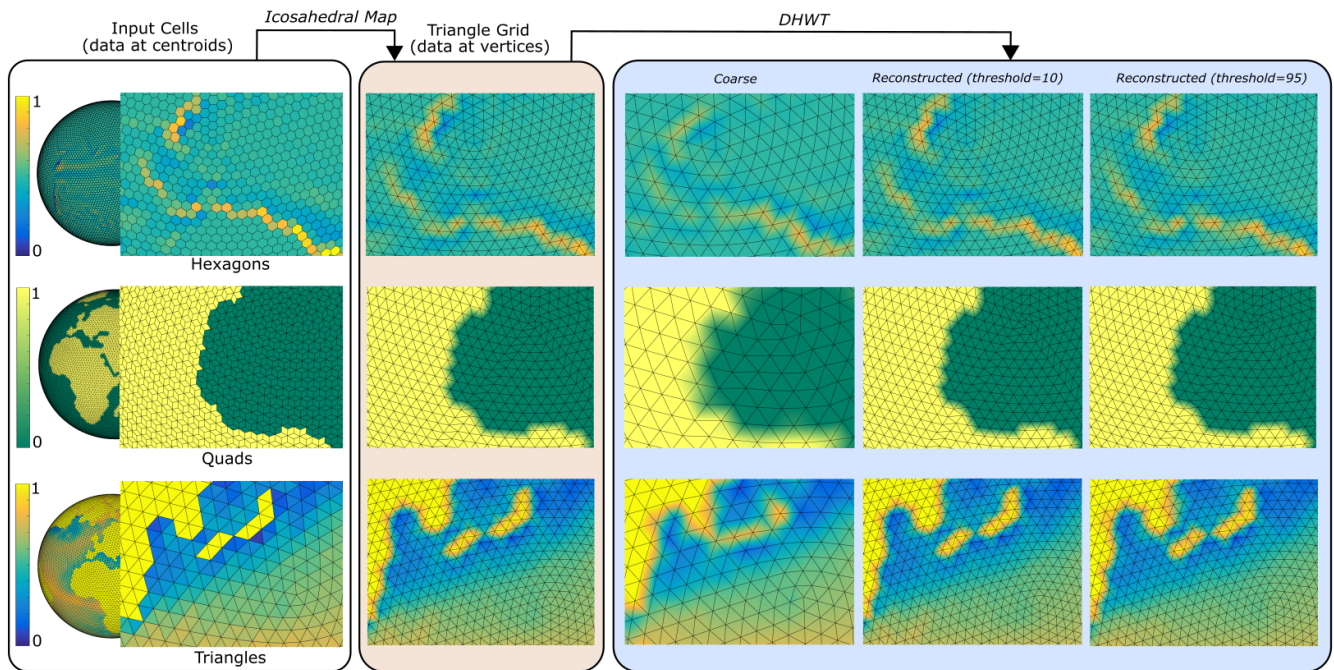 Input Cells
(data at centroids)
Icosahedral Map
Triangle Grid
(data at vertices)
DHWT
Coarse
Reconstructed (threshold=10)
Reconstructed (threshold=95)
1
0
Hexagons
1
0
Quads
1
0
Triangles